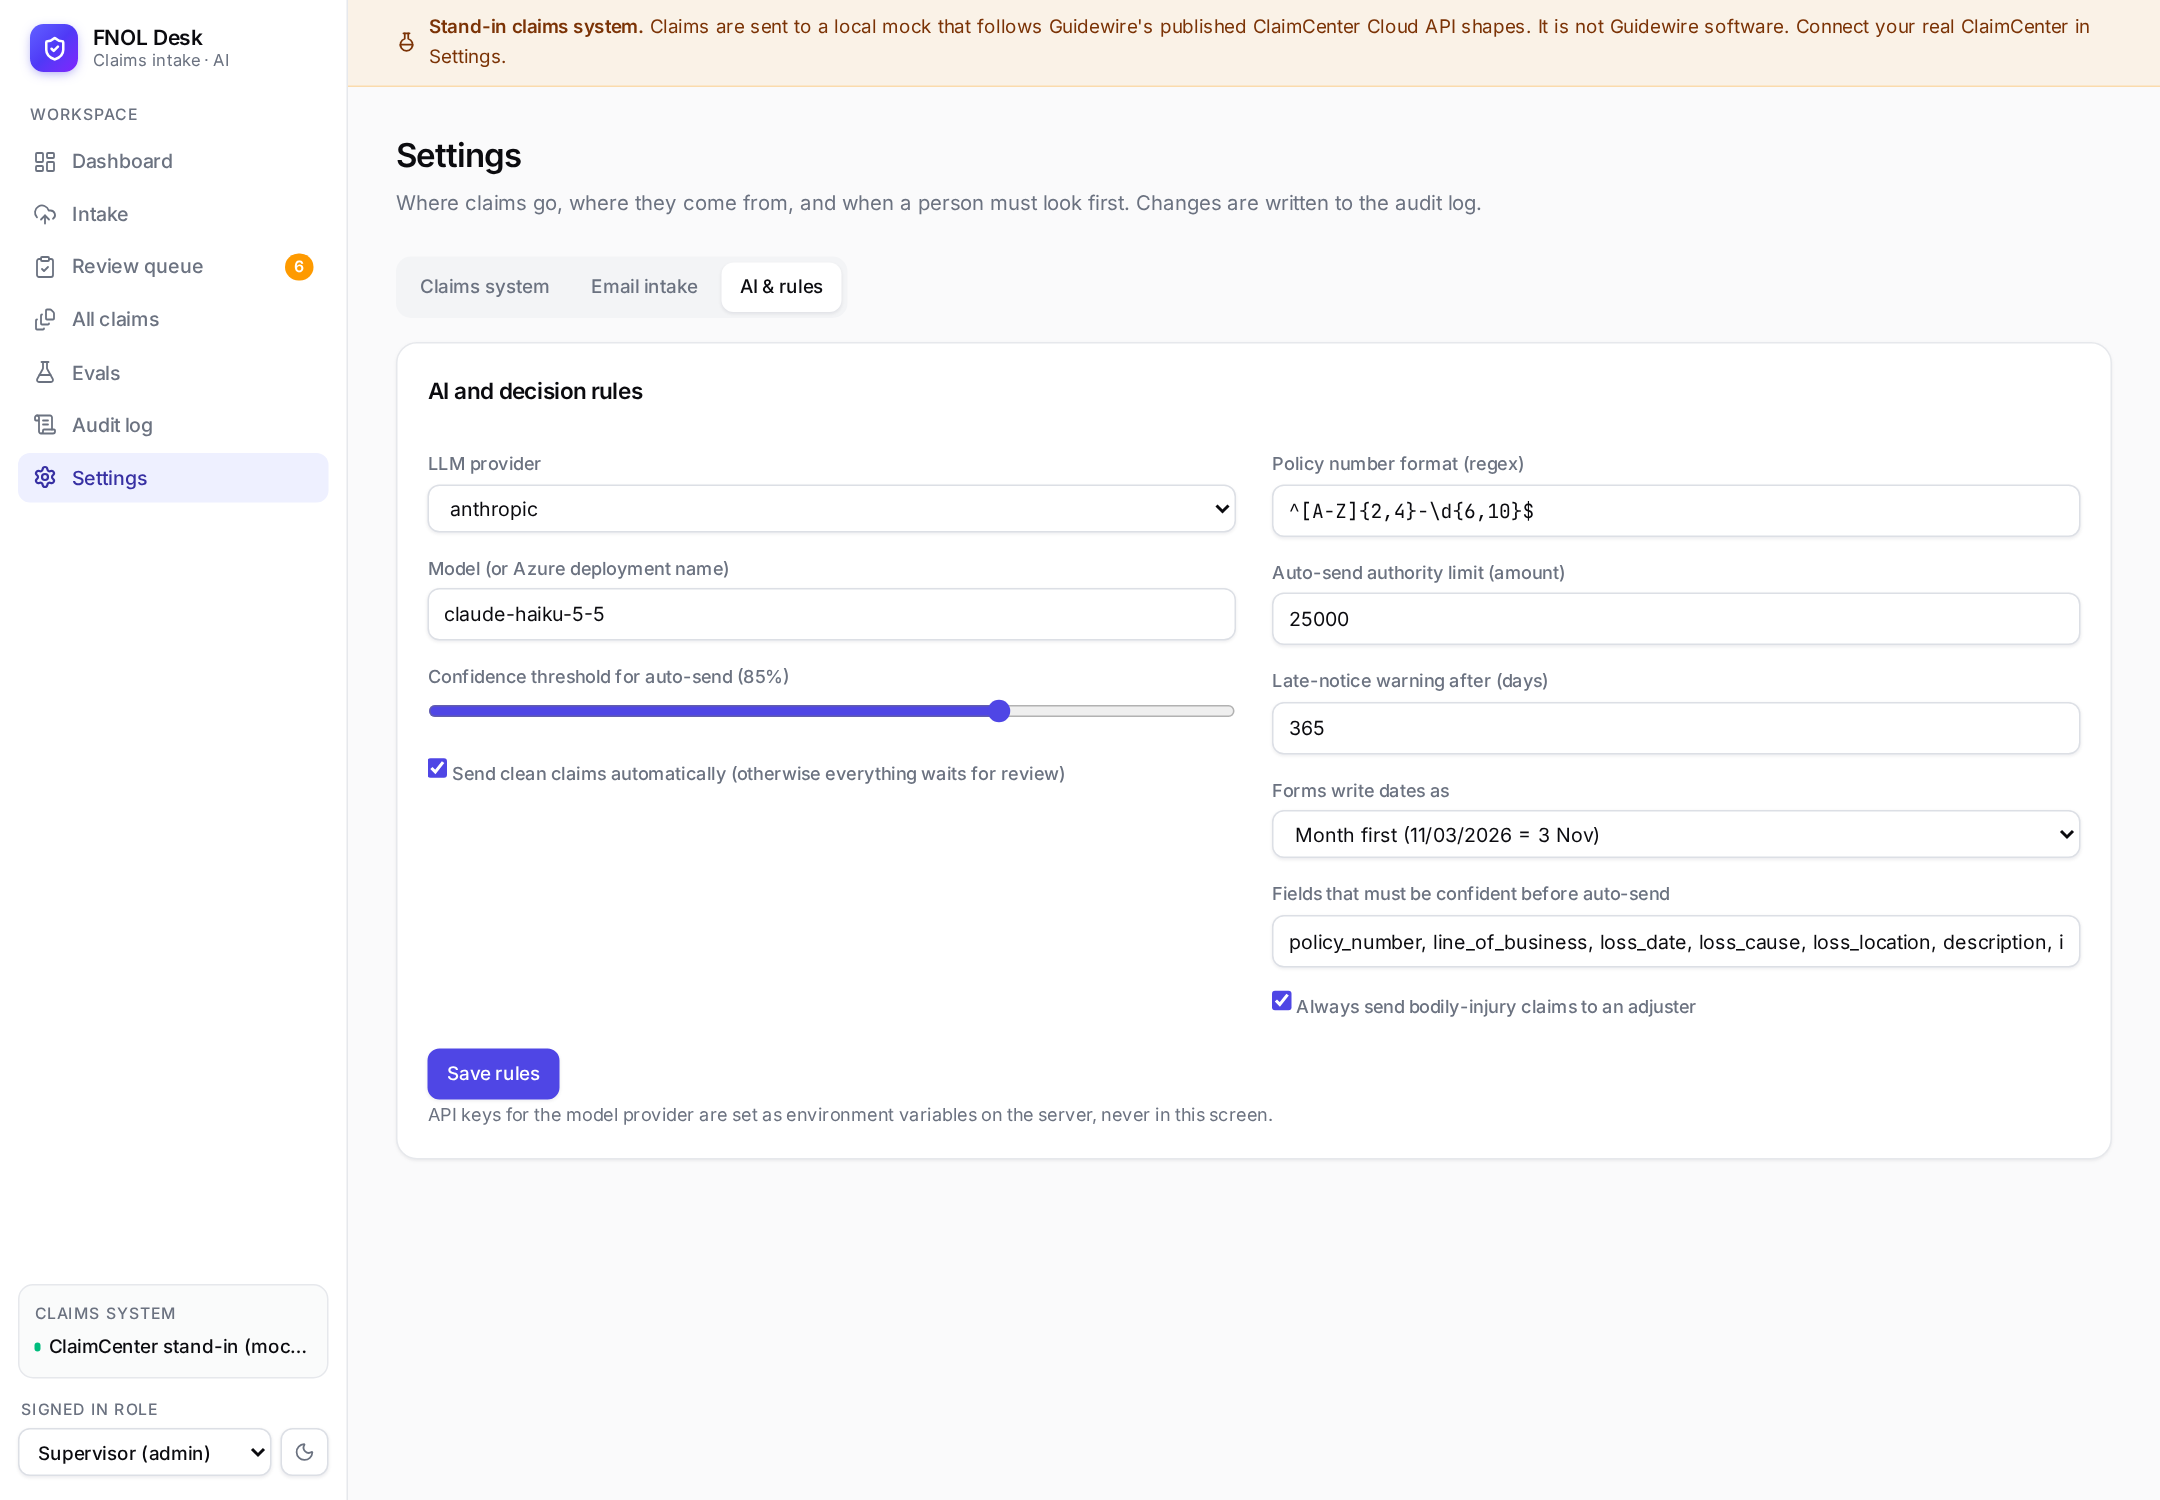 FNOL Desk
Claims intake · AI
WORKSPACE
Dashboard
Intake
Review queue
6
All claims
Evals
Audit log
Settings
CLAIMS SYSTEM
ClaimCenter stand-in (moc...
SIGNED IN ROLE
Supervisor (admin)
Stand-in claims system. Claims are sent to a local mock that follows Guidewire's published ClaimCenter Cloud API shapes. It is not Guidewire software. Connect your real ClaimCenter in
Settings.
Settings
Where claims go, where they come from, and when a person must look first. Changes are written to the audit log.
Claims system
Email intake
AI & rules
AI and decision rules
LLM provider
anthropic
Model (or Azure deployment name)
claude-haiku-5-5
Confidence threshold for auto-send (85%)
Send clean claims automatically (otherwise everything waits for review)
Policy number format (regex)
^[A-Z]{2,4}-\d{6,10}$
Auto-send authority limit (amount)
25000
Late-notice warning after (days)
365
Forms write dates as
Month first (11/03/2026 = 3 Nov)
Fields that must be confident before auto-send
policy_number, line_of_business, loss_date, loss_cause, loss_location, description, i
Always send bodily-injury claims to an adjuster
Save rules
API keys for the model provider are set as environment variables on the server, never in this screen.